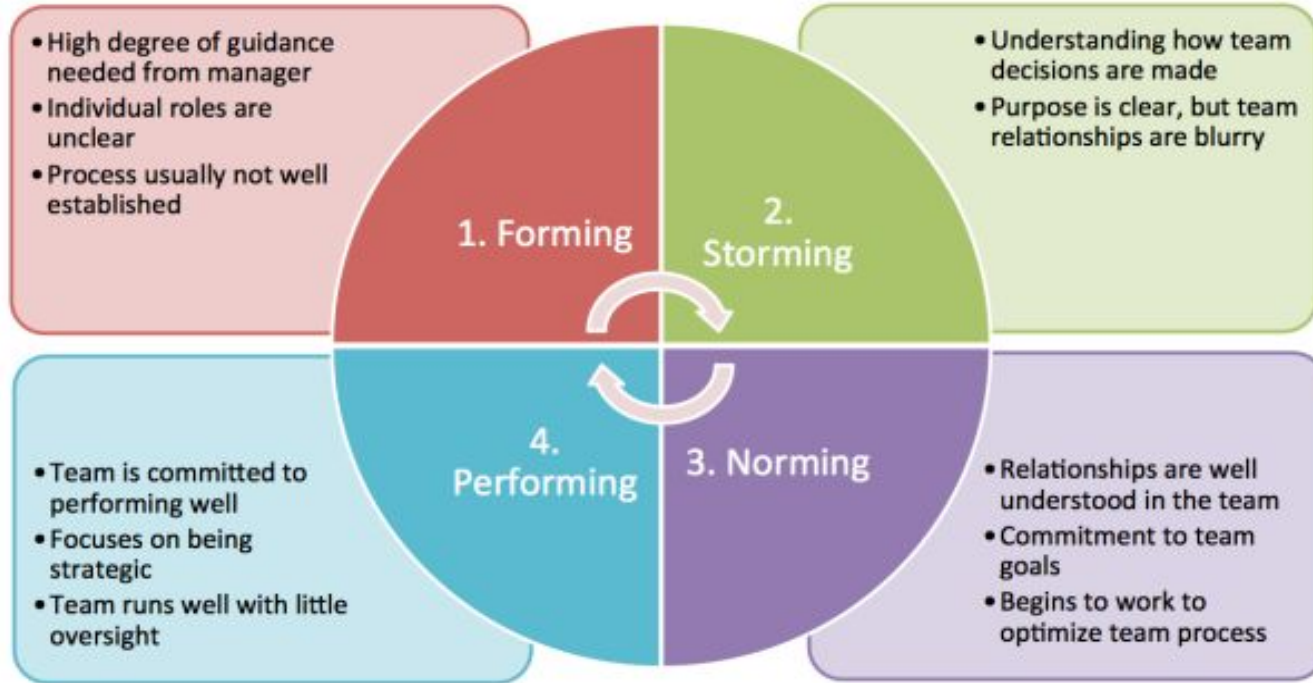 • High degree of guidance
needed from manager
• Individual roles are
unclear
• Process usually not well
established
1. Forming
• Understanding how team
decisions are made
• Purpose is clear, but team
relationships are blurry
2.
Storming
• Relationships are well
understood in the team
• Commitment to team
goals
• Begins to work to
optimize team process
3. Norming
• Team is committed to
performing well
• Focuses on being
strategic
• Team runs well with little
oversight
4.
Performing